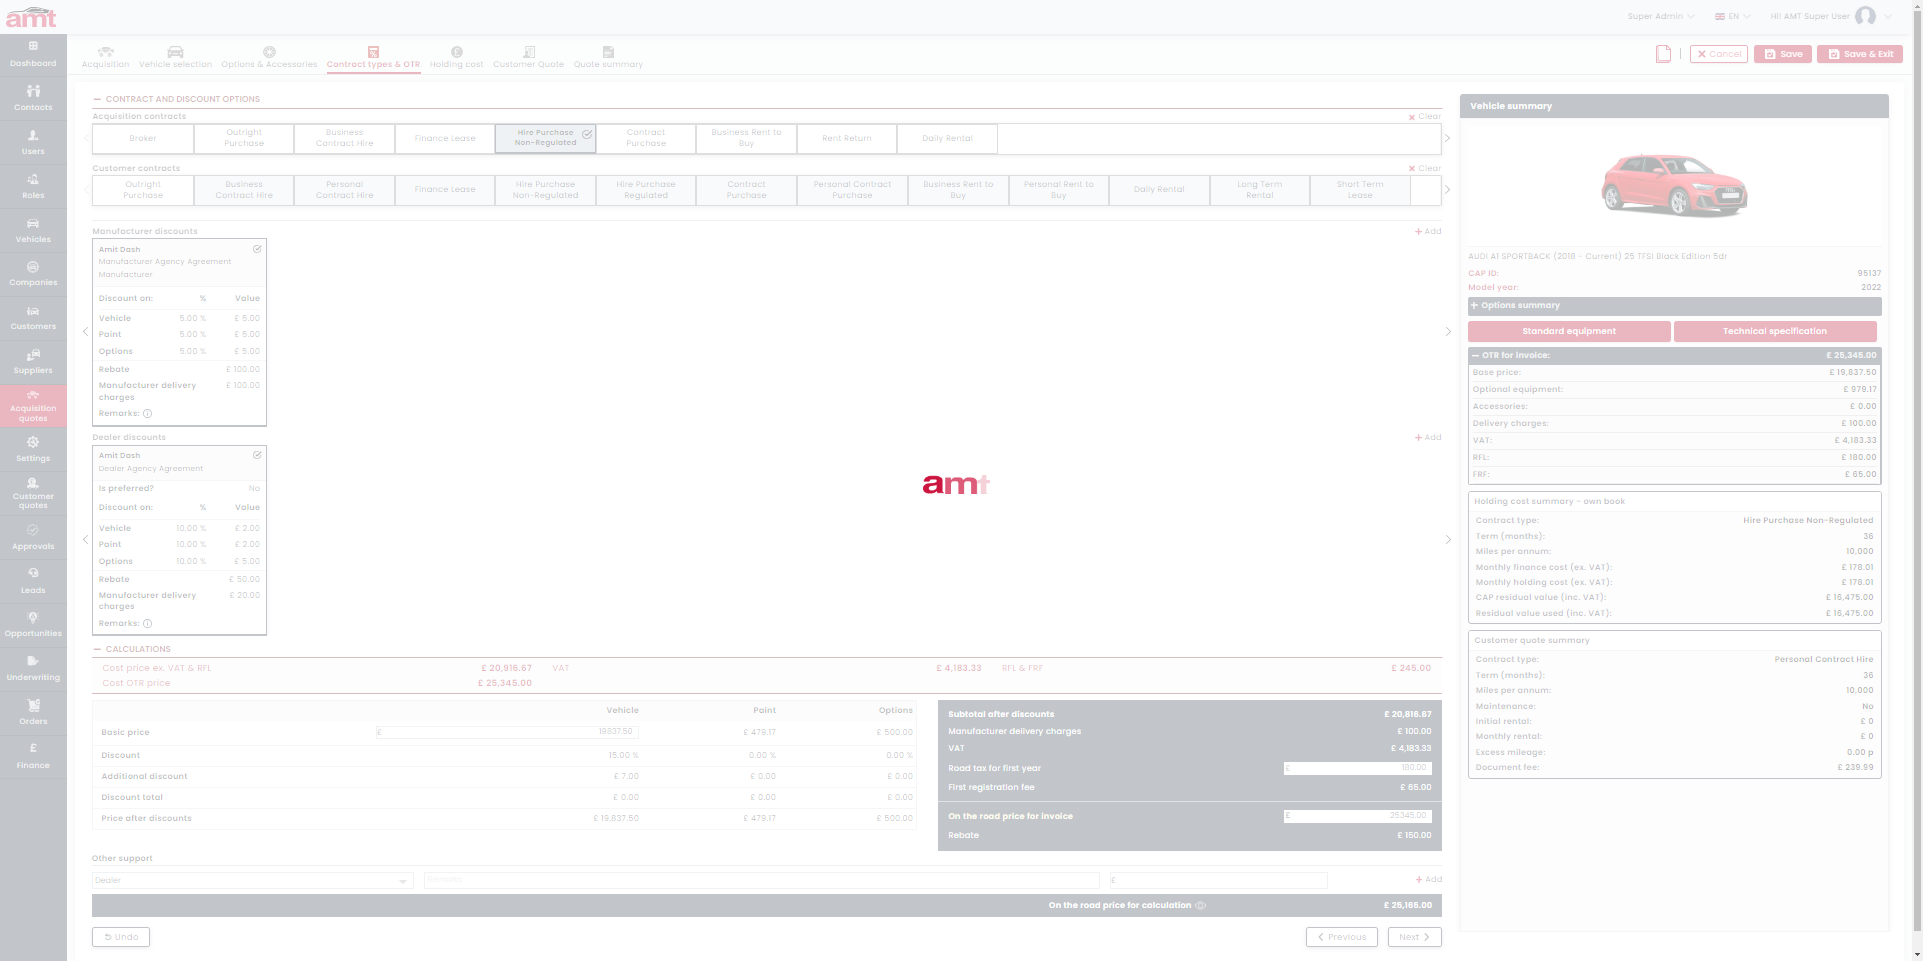 amt
Super Admin
EN
Hi! AMT Super User
Dashboard
Contacts
Users
Roles
Vehicles
Companies
Customers
Suppliers
Acquisition
quotes
Settings
Customer
quotes
Approvals
Leads
Opportunities
Underwriting
Orders
Finance
Acquisition
Vehicle selection
Options & Accessories
Contract types & OTR
Holding cost
Customer Quote
Quote summary
Cancel
Save
Save & Exit
CONTRACT AND DISCOUNT OPTIONS
Acquisition contracts
Clear
Broker
Outright
Purchase
Business
Contract Hire
Finance Lease
Hire Purchase
Non-Regulated
Contract
Purchase
Business Rent to
Buy
Rent Return
Daily Rental
Customer contracts
Clear
Outright
Purchase
Business
Contract Hire
Personal
Contract Hire
Finance Lease
Hire Purchase
Non-Regulated
Hire Purchase
Regulated
Contract
Purchase
Personal Contract
Purchase
Business Rent to
Buy
Personal Rent to
Buy
Daily Rental
Long Term
Rental
Short Term
Lease
Manufacturer discounts
Add
Amit Dash
Manufacturer Agency Agreement
Manufacturer
Discount on: % Value
Vehicle 5.00 % £ 5.00
Paint 5.00 % £ 5.00
Options 5.00 % £ 5.00
Rebate £ 100.00
Manufacturer delivery £ 100.00
charges
Remarks:
Dealer discounts
Add
Amit Dash
Dealer Agency Agreement
Is preferred? No
Discount on: % Value
Vehicle 10.00 % £ 2.00
Paint 10.00 % £ 2.00
Options 10.00 % £ 5.00
Rebate £ 50.00
Manufacturer delivery £ 20.00
charges
Remarks:
amt
CALCULATIONS
Cost price ex. VAT & RFL £ 20,916.67 VAT £ 4,183.33 RFL & FRF £ 245.00
Cost OTR price £ 25,345.00
Vehicle Paint Options
Basic price £ 19,837.50 £ 479.17 £ 500.00
Discount 15.00 % 0.00 % 0.00 %
Additional discount £ 7.00 £ 0.00 £ 0.00
Discount total £ 0.00 £ 0.00 £ 0.00
Price after discounts £ 19,837.50 £ 479.17 £ 500.00
Subtotal after discounts £ 20,816.67
Manufacturer delivery charges £ 100.00
VAT £ 4,183.33
Road tax for first year £ 180.00
First registration fee £ 65.00
On the road price for invoice £ 25345.00
Rebate £ 150.00
Other support
Dealer
£
Add
On the road price for calculation £ 25,165.00
Undo
Previous
Next
Vehicle summary
AUDI A1 SPORTBACK (2018 - Current) 25 TFSI Black Edition 5dr
CAP ID: 95137
Model year: 2022
Options summary
Standard equipment
Technical specification
OTR for invoice: £ 25,345.00
Base price: £ 19,837.50
Optional equipment: £ 979.17
Accessories: £ 0.00
Delivery charges: £ 100.00
VAT: £ 4,183.33
RFL: £ 180.00
FRF: £ 65.00
Holding cost summary - own book
Contract type: Hire Purchase Non-Regulated
Term (months): 36
Miles per annum: 10,000
Monthly finance cost (ex. VAT): £ 178.01
Monthly holding cost (ex. VAT): £ 178.01
CAP residual value (inc. VAT): £ 16,475.00
Residual value used (inc. VAT): £ 16,475.00
Customer quote summary
Contract type: Personal Contract Hire
Term (months): 36
Miles per annum: 10,000
Maintenance: No
Initial rental: £ 0
Monthly rental: £ 0
Excess mileage: 0.00 p
Document fee: £ 239.99